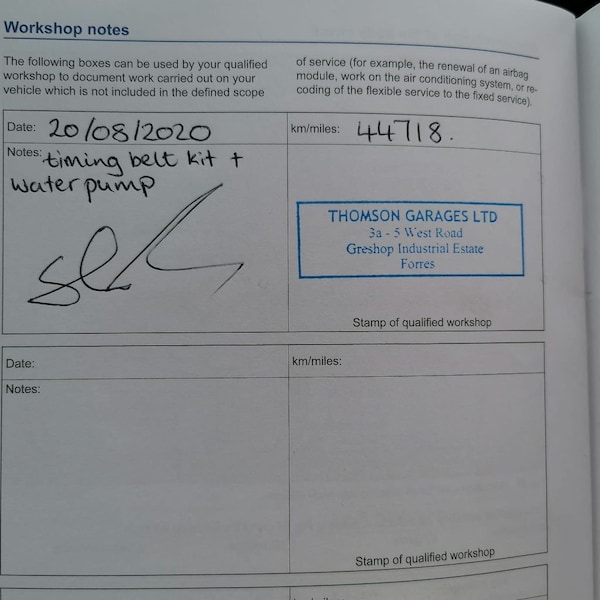 Workshop notes
The following boxes can be used by your qualified
workshop to document work carried out on your
vehicle which is not included in the defined scope
of service (for example, the renewal of an airbag
module, work on the air conditioning system, or re-
coding of the flexible service to the fixed service).
Date: 20/08/2020
km/miles: 44718.
Notes: timing belt kit +
water pump
THOMSON GARAGES LTD
3a - 5 West Road
Greshop Industrial Estate
Forres
Stamp of qualified workshop
Date:
km/miles:
Notes:
Stamp of qualified workshop